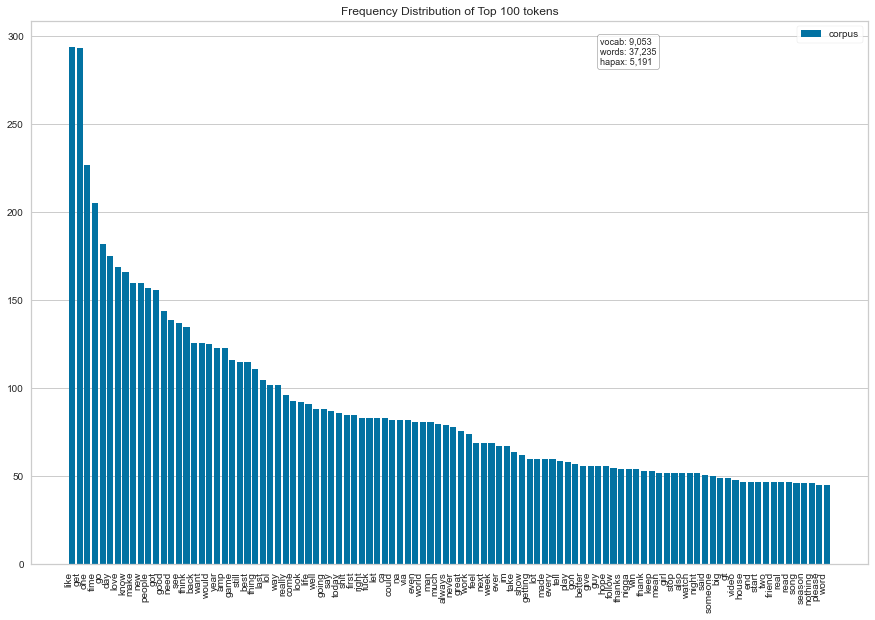 Frequency Distribution of Top 100 tokens
corpus
vocab: 9,053
words: 37,235
hapax: 5,191
300
250
200
150
100
50
0
like
get
one
time
go
day
love
know
make
new
people
got
good
need
see
think
back
want
would
year
amp
game
still
best
thing
last
lol
way
really
come
look
life
well
going
say
today
shit
first
right
fuck
let
ca
could
na
via
even
world
man
much
always
never
great
work
feel
next
week
ever
im
take
show
getting
lot
made
every
tell
play
gon
better
give
guy
hope
follow
thanks
nigga
win
thank
keep
mean
girl
stop
also
watch
night
said
someone
big
gt
video
house
end
start
two
friend
real
read
song
season
nothing
please
word